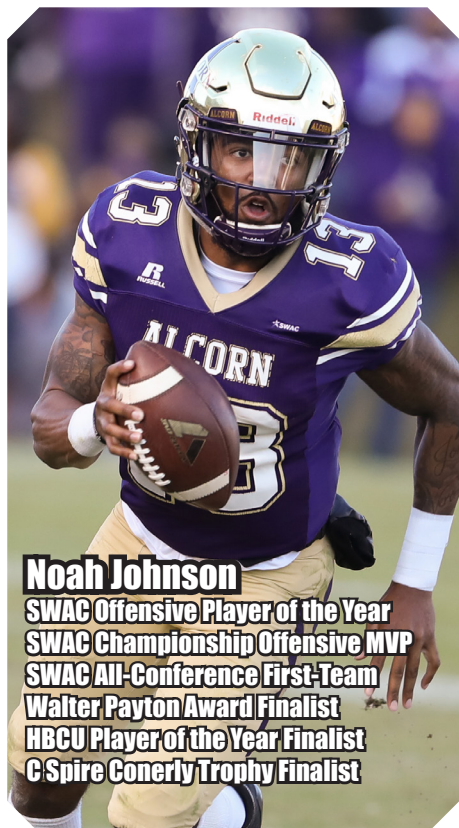 ALCORN
Riddell
ALCORN
Riddell
13
13
RUSSELL
SWAC
ALCORN
13
Noah Johnson
SWAC Offensive Player of the Year
SWAC Championship Offensive MVP
SWAC All-Conference First-Team
Walter Payton Award Finalist
HBCU Player of the Year Finalist
C Spire Conerly Trophy Finalist